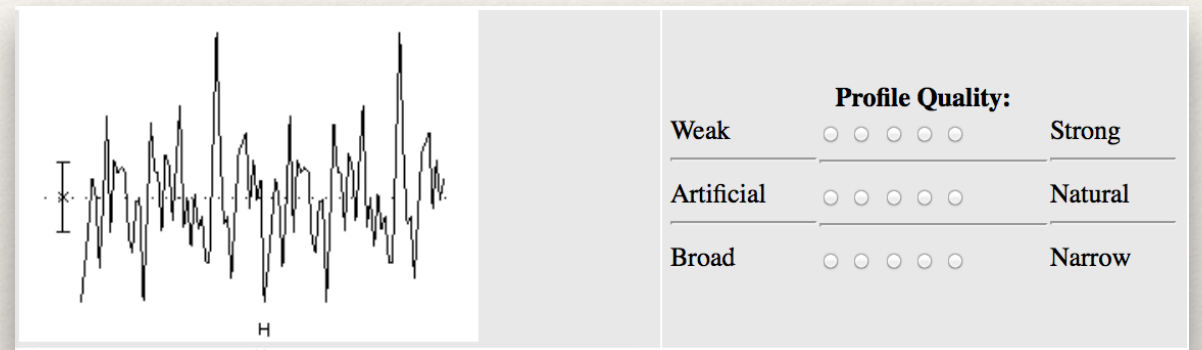 Profile Quality:
Weak Strong
Artificial Natural
Broad Narrow
x
H